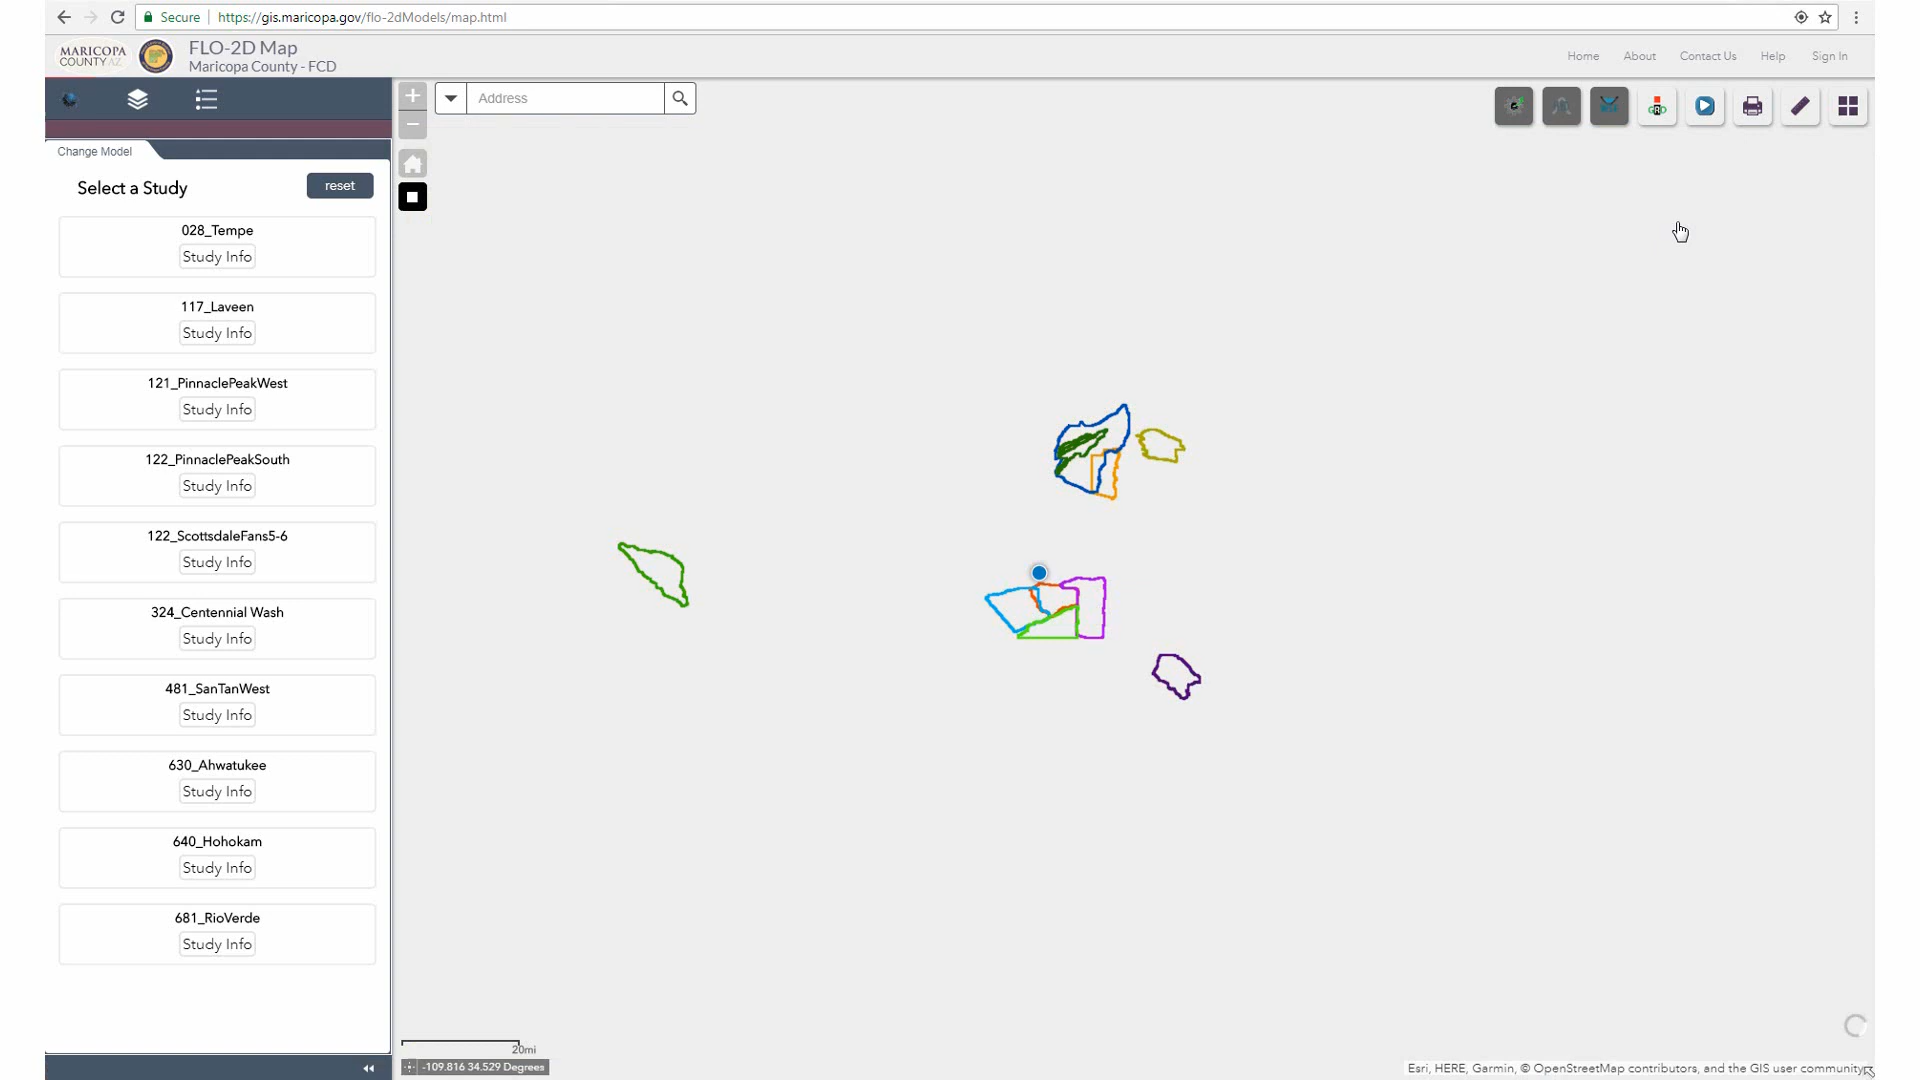 Secure | https://gis.maricopa.gov/flo-2dModels/map.html
MARICOPA
COUNTY AZ
FLO-2D Map
Maricopa County - FCD
Home About Contact Us Help Sign In
Address
Change Model
Select a Study
reset
028_Tempe
Study Info
117_Laveen
Study Info
121_PinnaclePeakWest
Study Info
122_PinnaclePeakSouth
Study Info
122_ScottsdaleFans5-6
Study Info
324_Centennial Wash
Study Info
481_SanTanWest
Study Info
630_Ahwatukee
Study Info
640_Hohokam
Study Info
681_RioVerde
Study Info
20mi
-109.816 34.529 Degrees
Esri, HERE, Garmin, © OpenStreetMap contributors, and the GIS user community